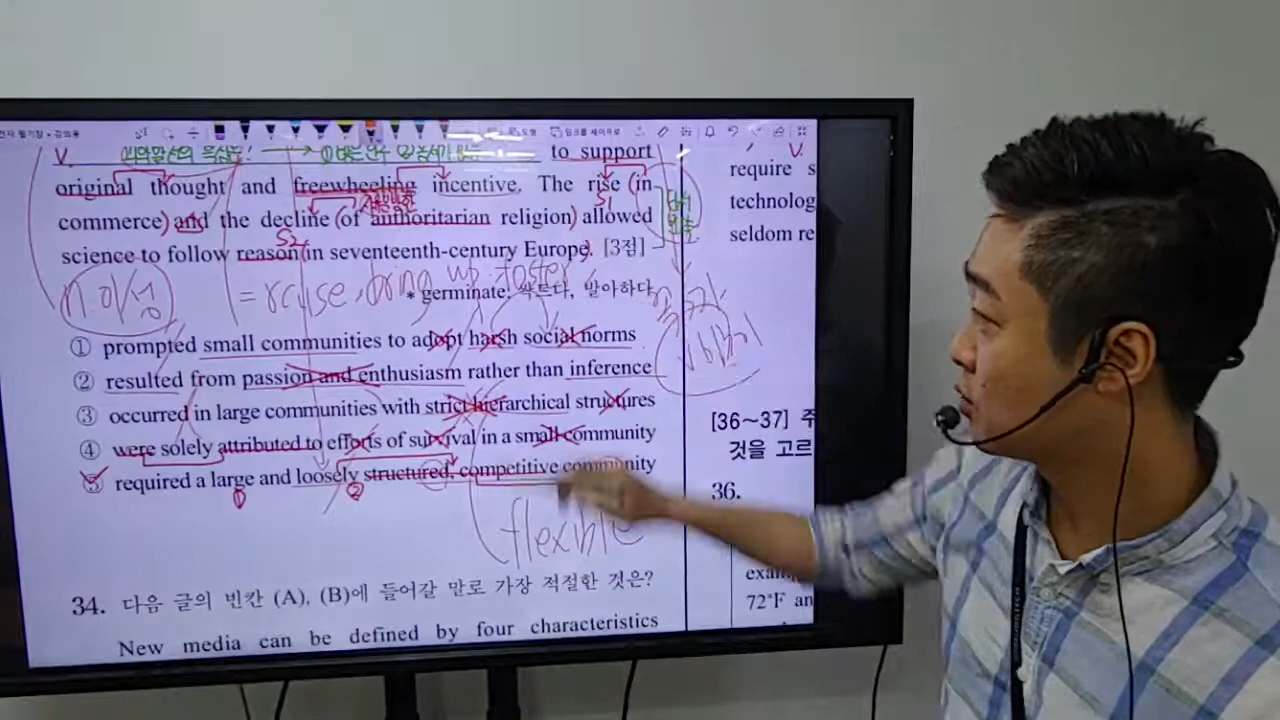 to support
original thought and freewheeling incentive. The rise (in
commerce) and the decline (of authoritarian religion) allowed
science to follow reason in seventeenth-century Europe. [3점]
= raise, bring up, foster
* germinate: 싹트다, 발아하다
① prompted small communities to adopt harsh social norms
② resulted from passion and enthusiasm rather than inference
③ occurred in large communities with strict hierarchical structures
④ were solely attributed to efforts of survival in a small community
⑤ required a large and loosely structured, competitive community
① ②
flexible
34. 다음 글의 빈칸 (A), (B)에 들어갈 말로 가장 적절한 것은?
New media can be defined by four characteristics
require s
technolog
seldom re
[36~37] 주
것을 고르
36.
exam
72°F an